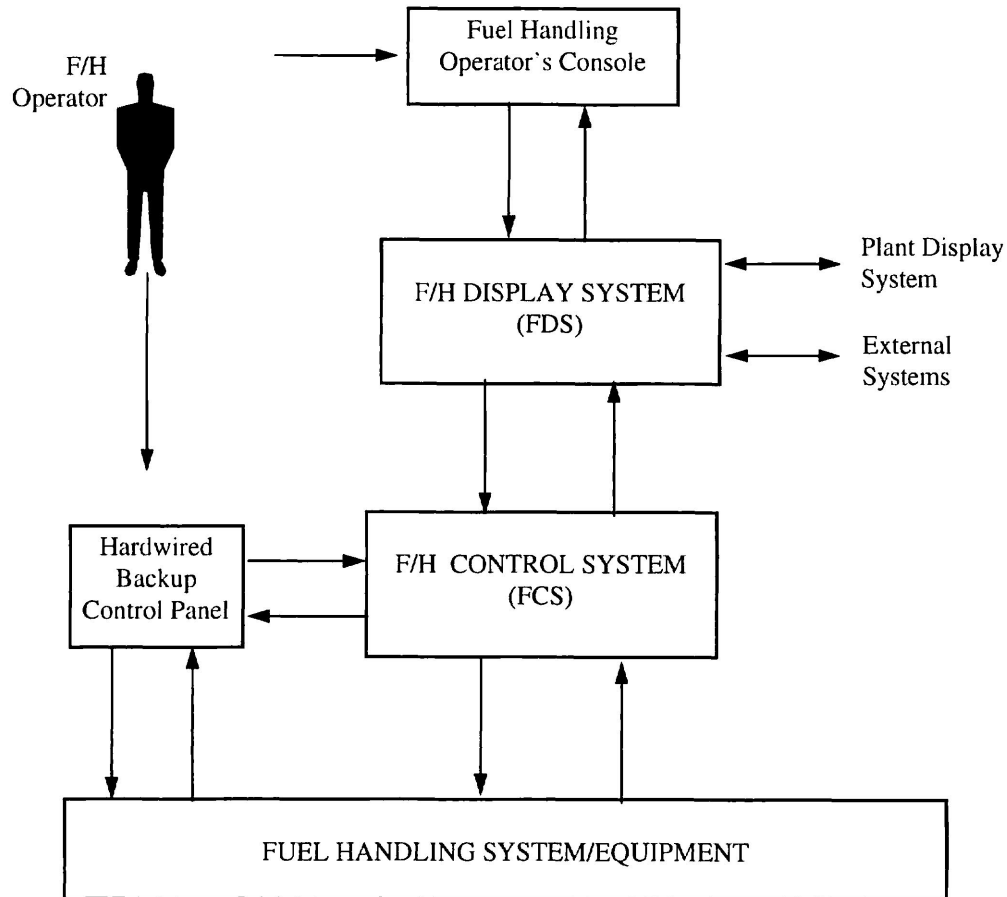 Fuel Handling
Operator's Console
F/H
Operator
F/H DISPLAY SYSTEM
(FDS)
Plant Display
System
External
Systems
Hardwired
Backup
Control Panel
F/H CONTROL SYSTEM
(FCS)
FUEL HANDLING SYSTEM/EQUIPMENT